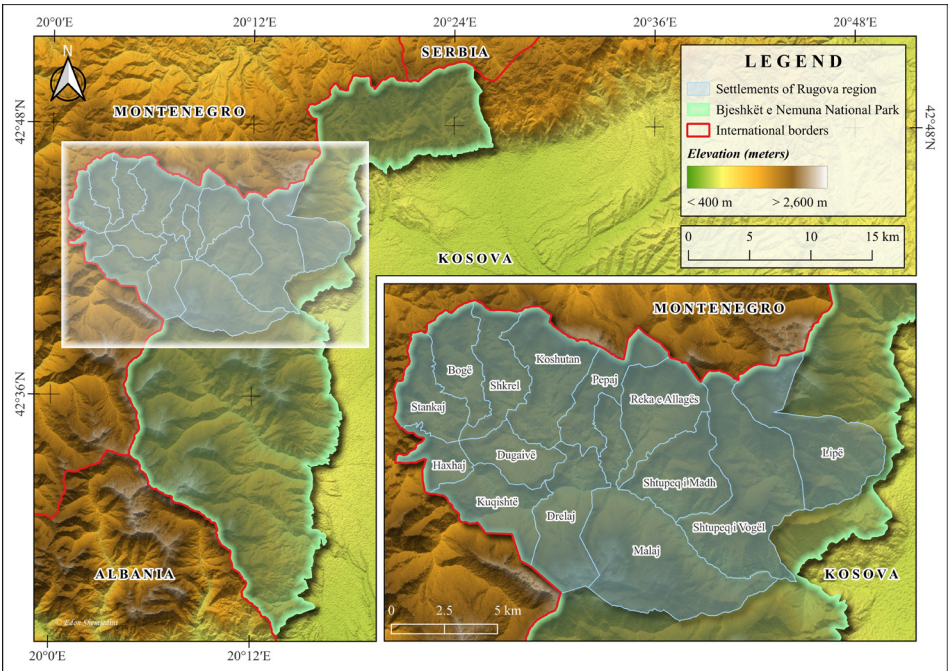 20°0'E 20°12'E 20°24'E 20°36'E 20°48'E
N
SERBIA
MONTENEGRO
42°48'N
42°48'N
LEGEND
Settlements of Rugova region
Bjeshkët e Nemuna National Park
International borders
Elevation (meters)
< 400 m > 2,600 m
0 5 10 15 km
KOSOVA
42°36'N
ALBANIA
© Edon Shemsedini
20°0'E 20°12'E
MONTENEGRO
Koshutan
Bogë
Pepaj
Shkrel
Reka e Allagës
Stankaj
Lipë
Dugaivë
Haxhaj
Shtupeq i Madh
Kuqishtë
Drelaj
Shtupeq i Vogël
Malaj
KOSOVA
0 2.5 5 km